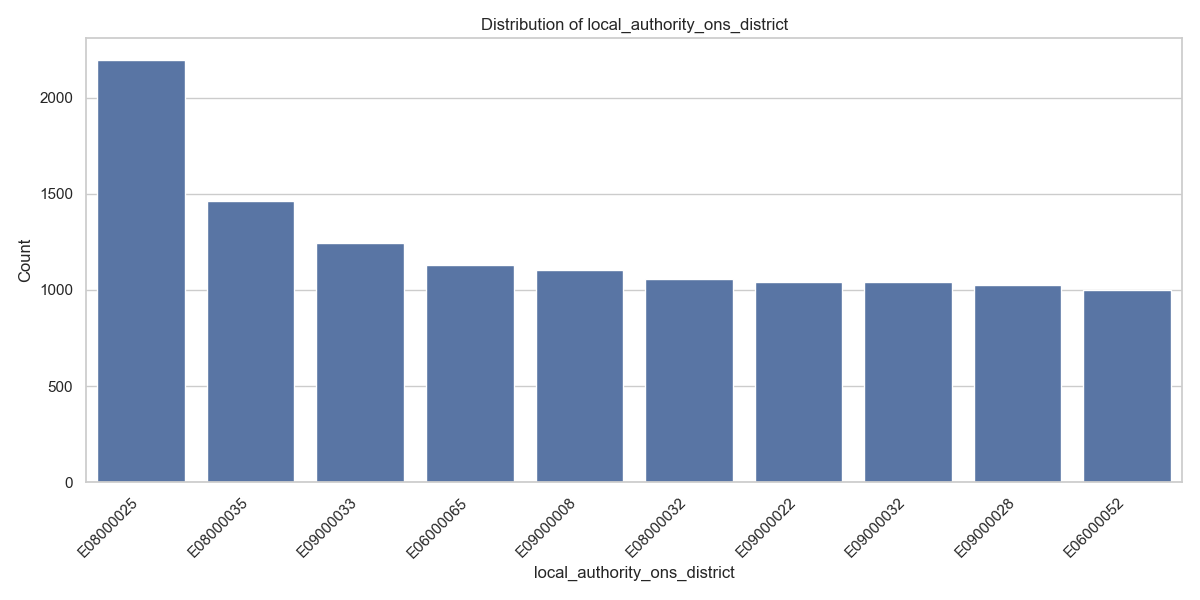 Distribution of local_authority_ons_district
2000
1500
1000
500
0
Count
E08000025
E08000035
E09000033
E06000065
E09000008
E08000032
E09000022
E09000032
E09000028
E06000052
local_authority_ons_district